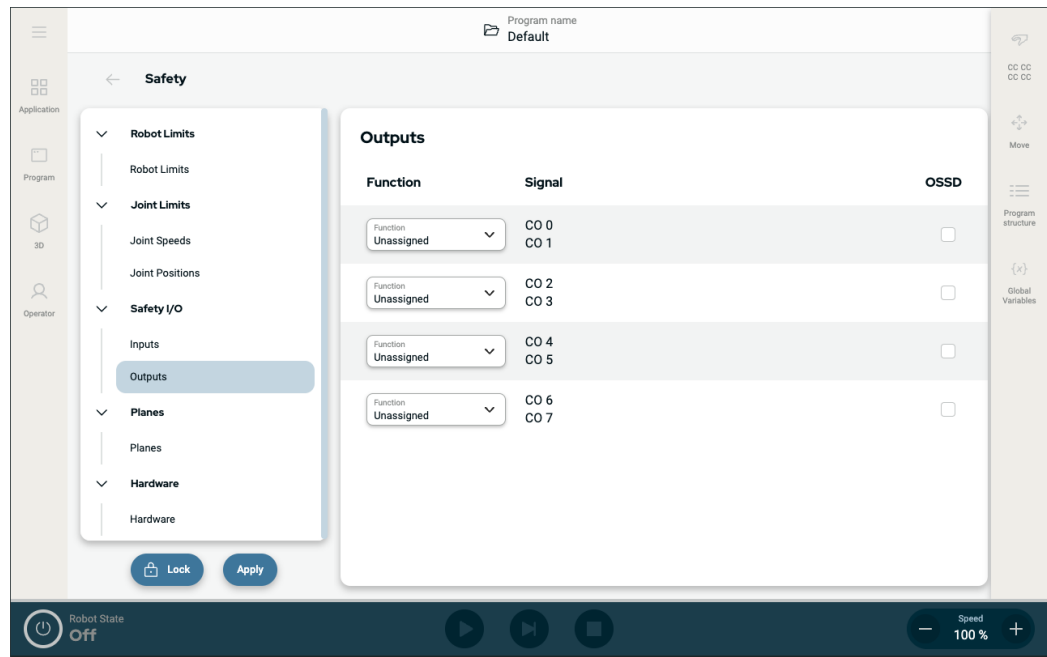 Program name
Default
Application
Program
3D
Operator
Safety
Robot Limits
Robot Limits
Joint Limits
Joint Speeds
Joint Positions
Safety I/O
Inputs
Outputs
Planes
Planes
Hardware
Hardware
Lock
Apply
Outputs
Function Signal OSSD
Function
Unassigned
CO 0
CO 1
Function
Unassigned
CO 2
CO 3
Function
Unassigned
CO 4
CO 5
Function
Unassigned
CO 6
CO 7
CC CC
CC CC
Move
Program
structure
{x}
Global
Variables
Robot State
Off
Speed
100 %